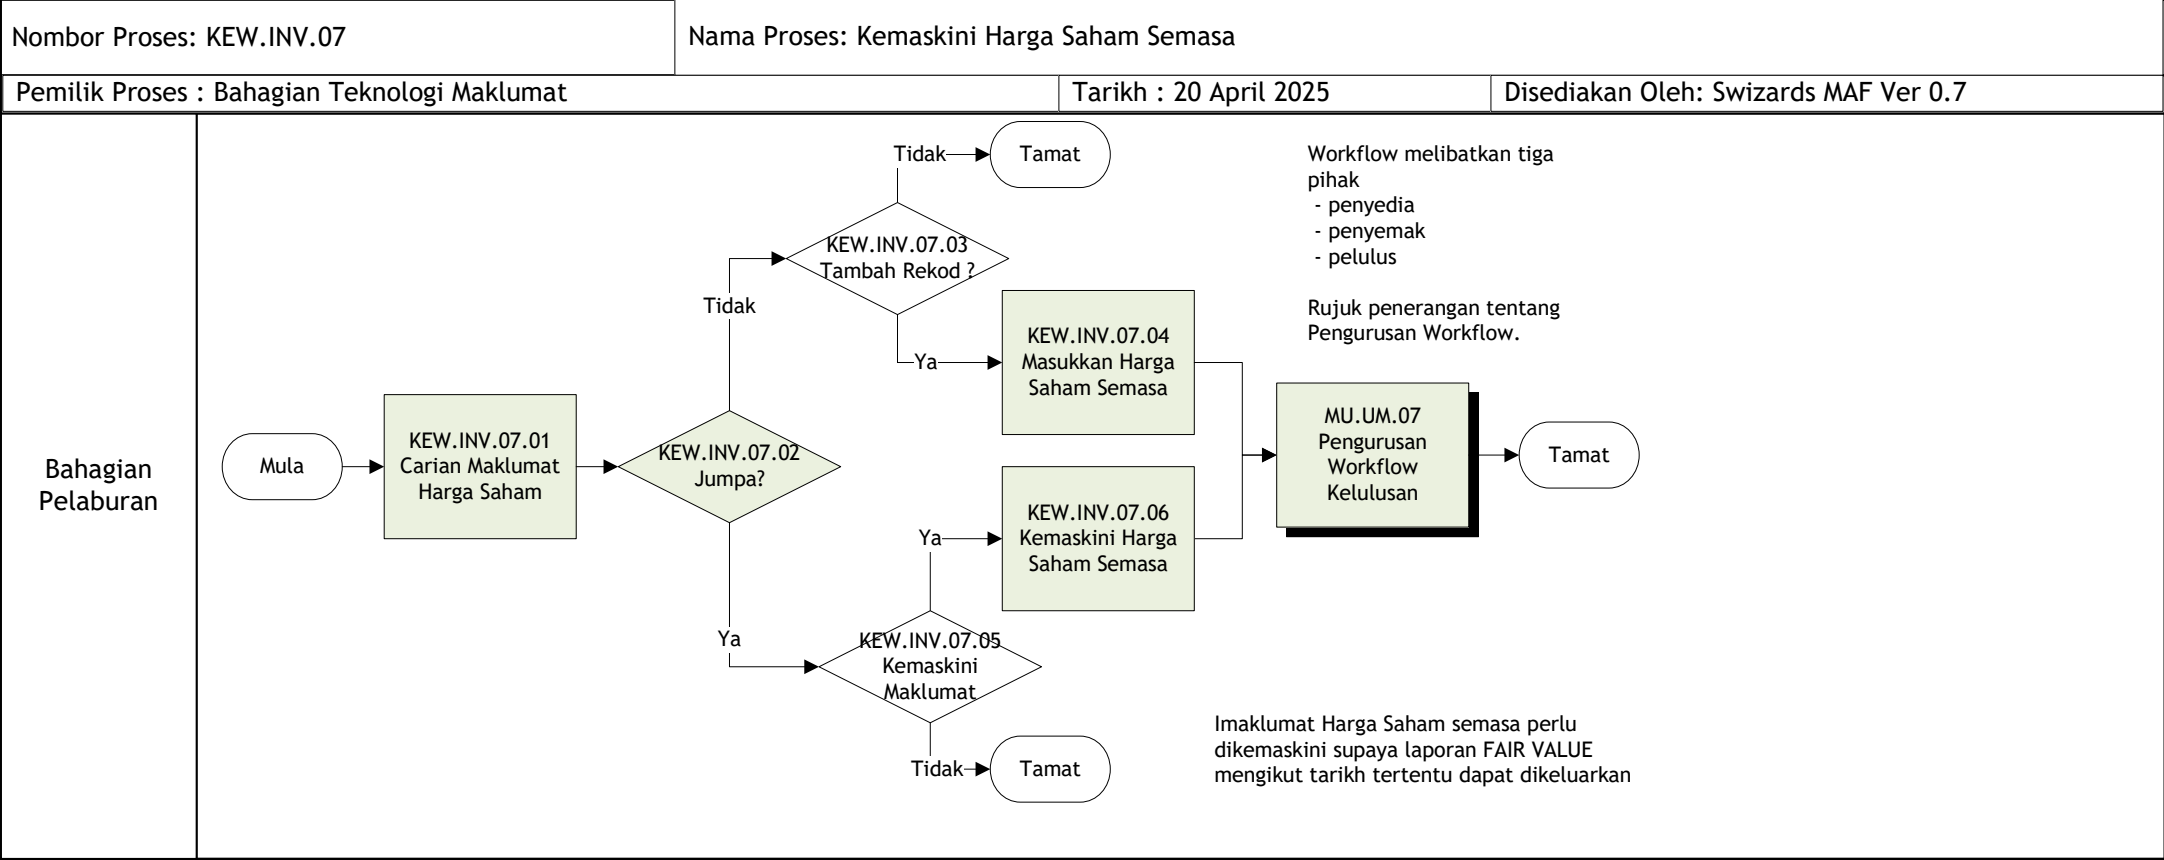 Nombor Proses: KEW.INV.07
Nama Proses: Kemaskini Harga Saham Semasa
Pemilik Proses : Bahagian Teknologi Maklumat
Tarikh : 20 April 2025
Disediakan Oleh: Swizards MAF Ver 0.7
Bahagian
Pelaburan
Mula
KEW.INV.07.01
Carian Maklumat
Harga Saham
KEW.INV.07.02
Jumpa?
Tidak
KEW.INV.07.03
Tambah Rekod ?
Tidak
Tamat
Ya
KEW.INV.07.04
Masukkan Harga
Saham Semasa
Ya
KEW.INV.07.05
Kemaskini
Maklumat
Ya
KEW.INV.07.06
Kemaskini Harga
Saham Semasa
Tidak
Tamat
MU.UM.07
Pengurusan
Workflow
Kelulusan
Tamat
Workflow melibatkan tiga
pihak
- penyedia
- penyemak
- pelulus
Rujuk penerangan tentang
Pengurusan Workflow.
Imaklumat Harga Saham semasa perlu
dikemaskini supaya laporan FAIR VALUE
mengikut tarikh tertentu dapat dikeluarkan